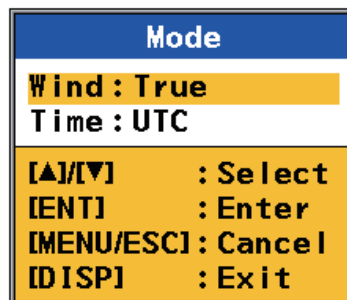 Mode
Wind:True
Time:UTC
[▲]/[▼] :Select
[ENT] :Enter
[MENU/ESC]:Cancel
[DISP] :Exit